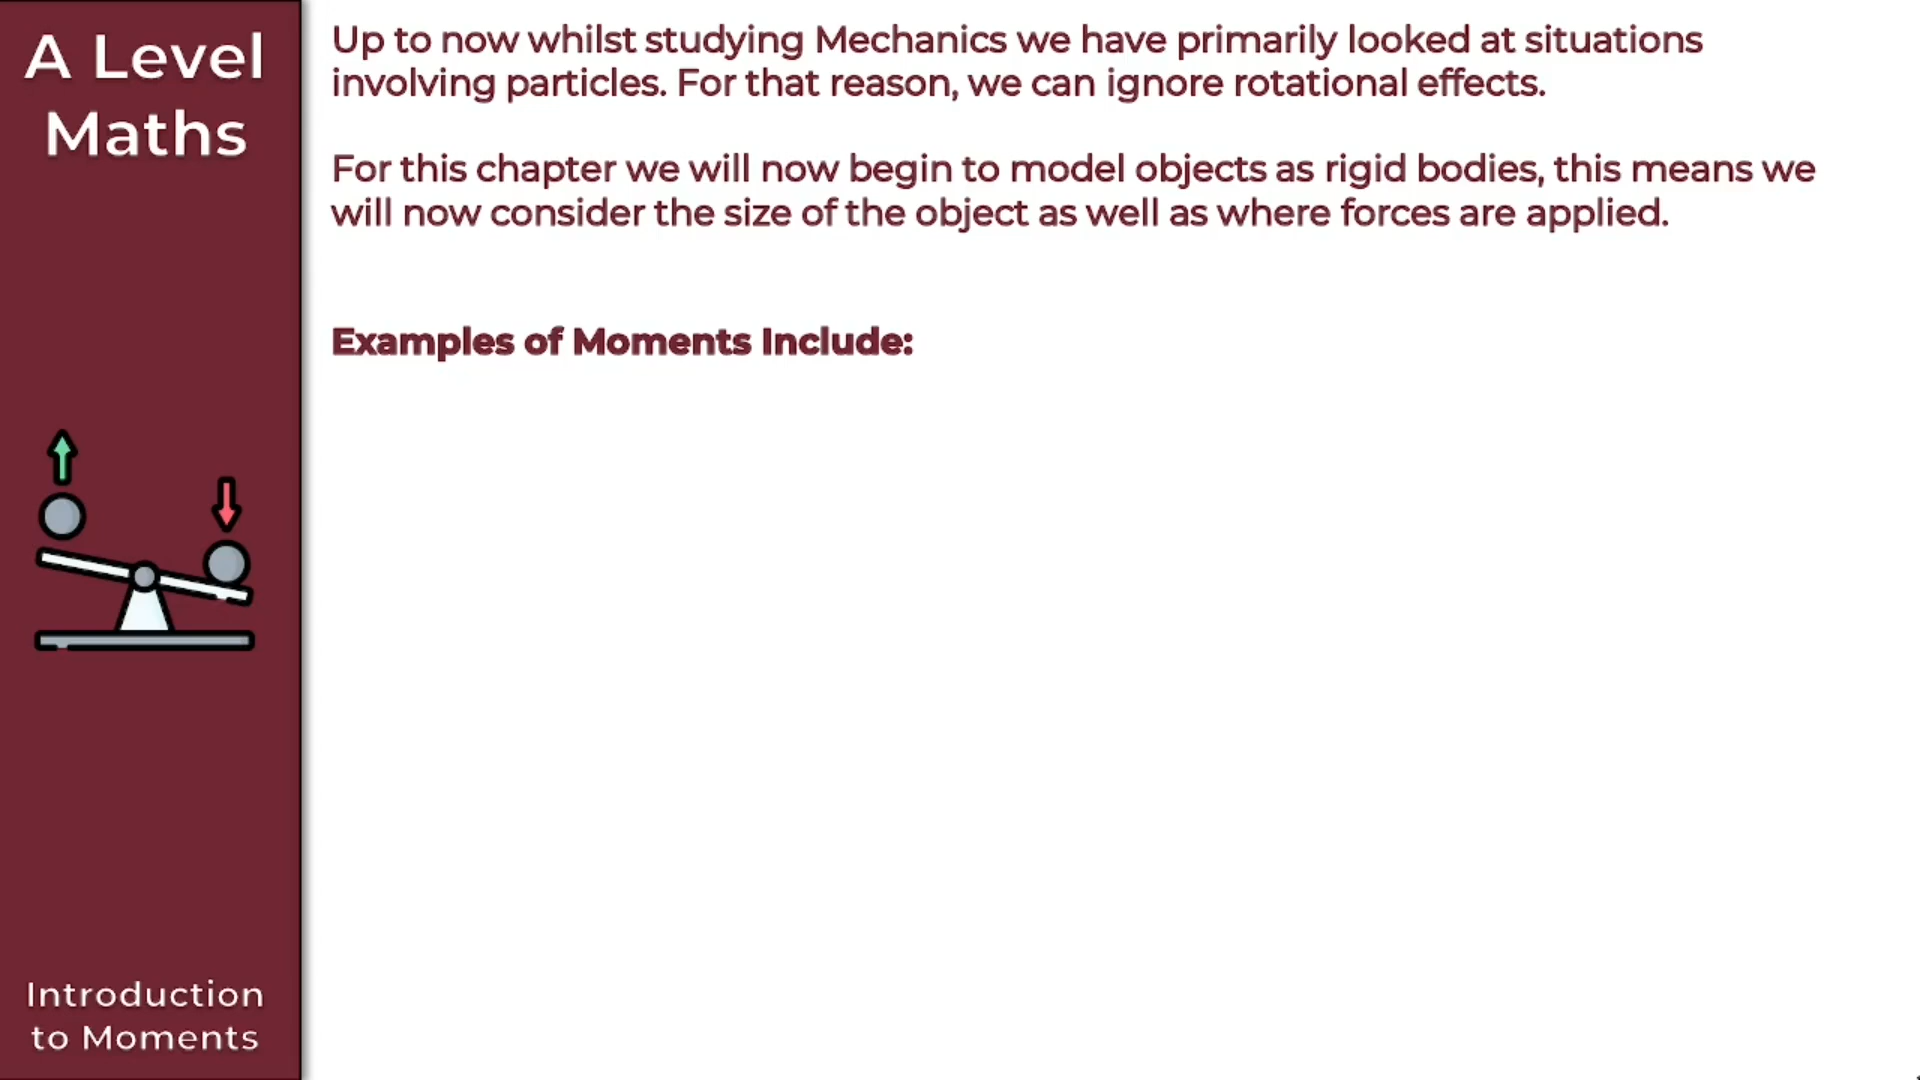 A Level
Maths
Up to now whilst studying Mechanics we have primarily looked at situations
involving particles. For that reason, we can ignore rotational effects.
For this chapter we will now begin to model objects as rigid bodies, this means we
will now consider the size of the object as well as where forces are applied.
Examples of Moments Include:
Introduction
to Moments